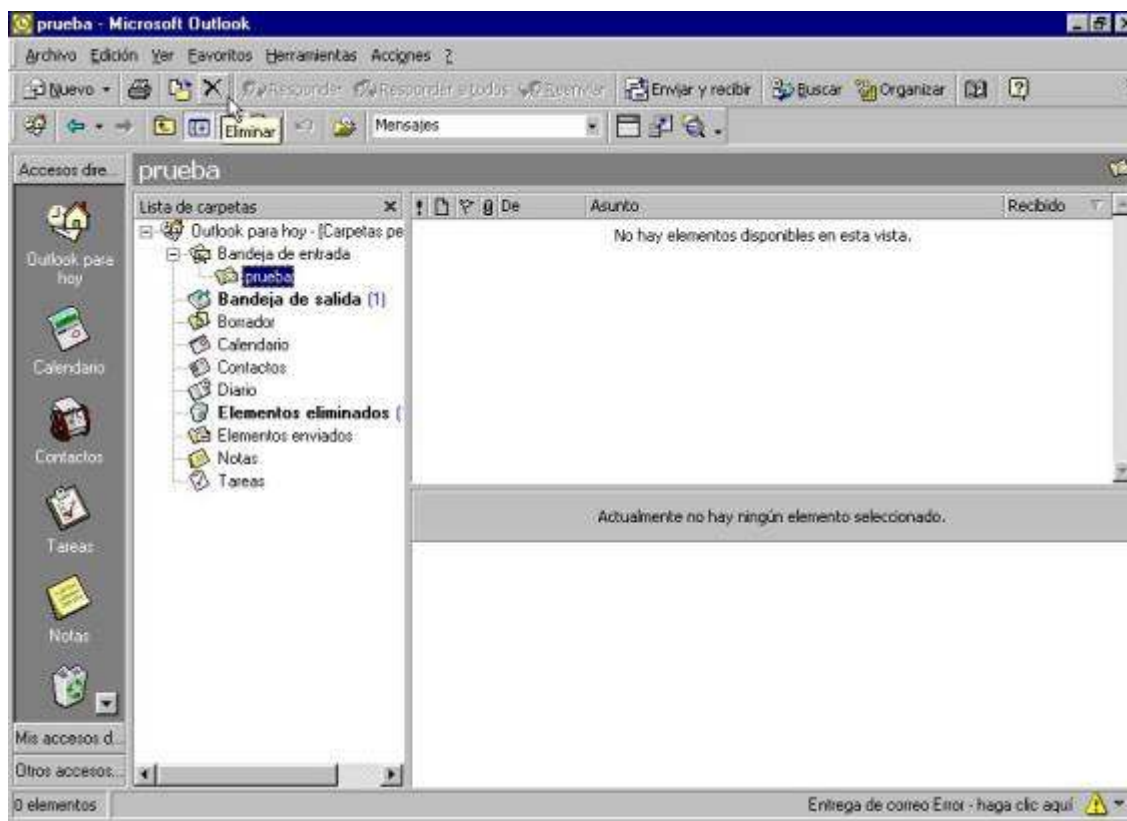 prueba - Microsoft Outlook
Archivo Edición Ver Favoritos Herramientas Acciones ?
Nuevo Responder Responder a todos Reenviar Enviar y recibir Buscar Organizar
Eliminar Mensajes
Accesos dire... prueba
Lista de carpetas De Asunto Recibido
Outlook para hoy - [Carpetas pe
No hay elementos disponibles en esta vista.
Bandeja de entrada
prueba
Bandeja de salida (1)
Borrador
Calendario
Contactos
Diario
Elementos eliminados (
Elementos enviados
Notas
Tareas
Outlook para
hoy
Calendario
Contactos
Tareas
Notas
Actualmente no hay ningún elemento seleccionado.
Mis accesos d...
Otros accesos...
0 elementos Entrega de correo Error - haga clic aquí